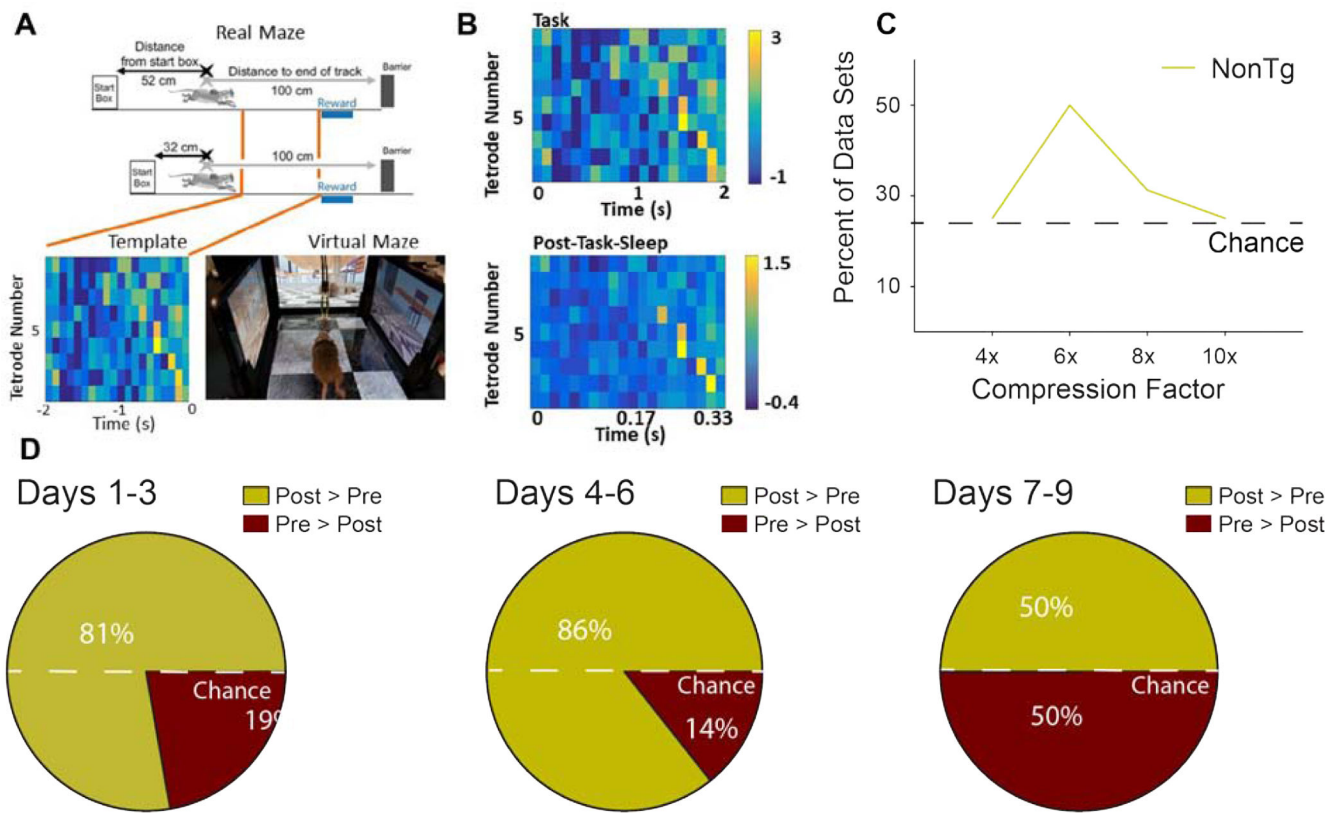 A
Real Maze
Distance
from start box
52 cm
Distance to end of track
100 cm
Barrier
Start
Box
Reward
32 cm
100 cm
Barrier
Start
Box
Reward
Template
Tetrode Number
5
-2
-1
0
Time (s)
Virtual Maze
B
Task
Tetrode Number
5
0
1
2
Time (s)
3
-1
Post-Task-Sleep
Tetrode Number
5
0
0.17
0.33
Time (s)
1.5
-0.4
C
NonTg
Percent of Data Sets
50
30
10
Chance
4x
6x
8x
10x
Compression Factor
D
Days 1-3
Post > Pre
Pre > Post
81%
Chance
19%
Days 4-6
Post > Pre
Pre > Post
86%
Chance
14%
Days 7-9
Post > Pre
Pre > Post
50%
Chance
50%